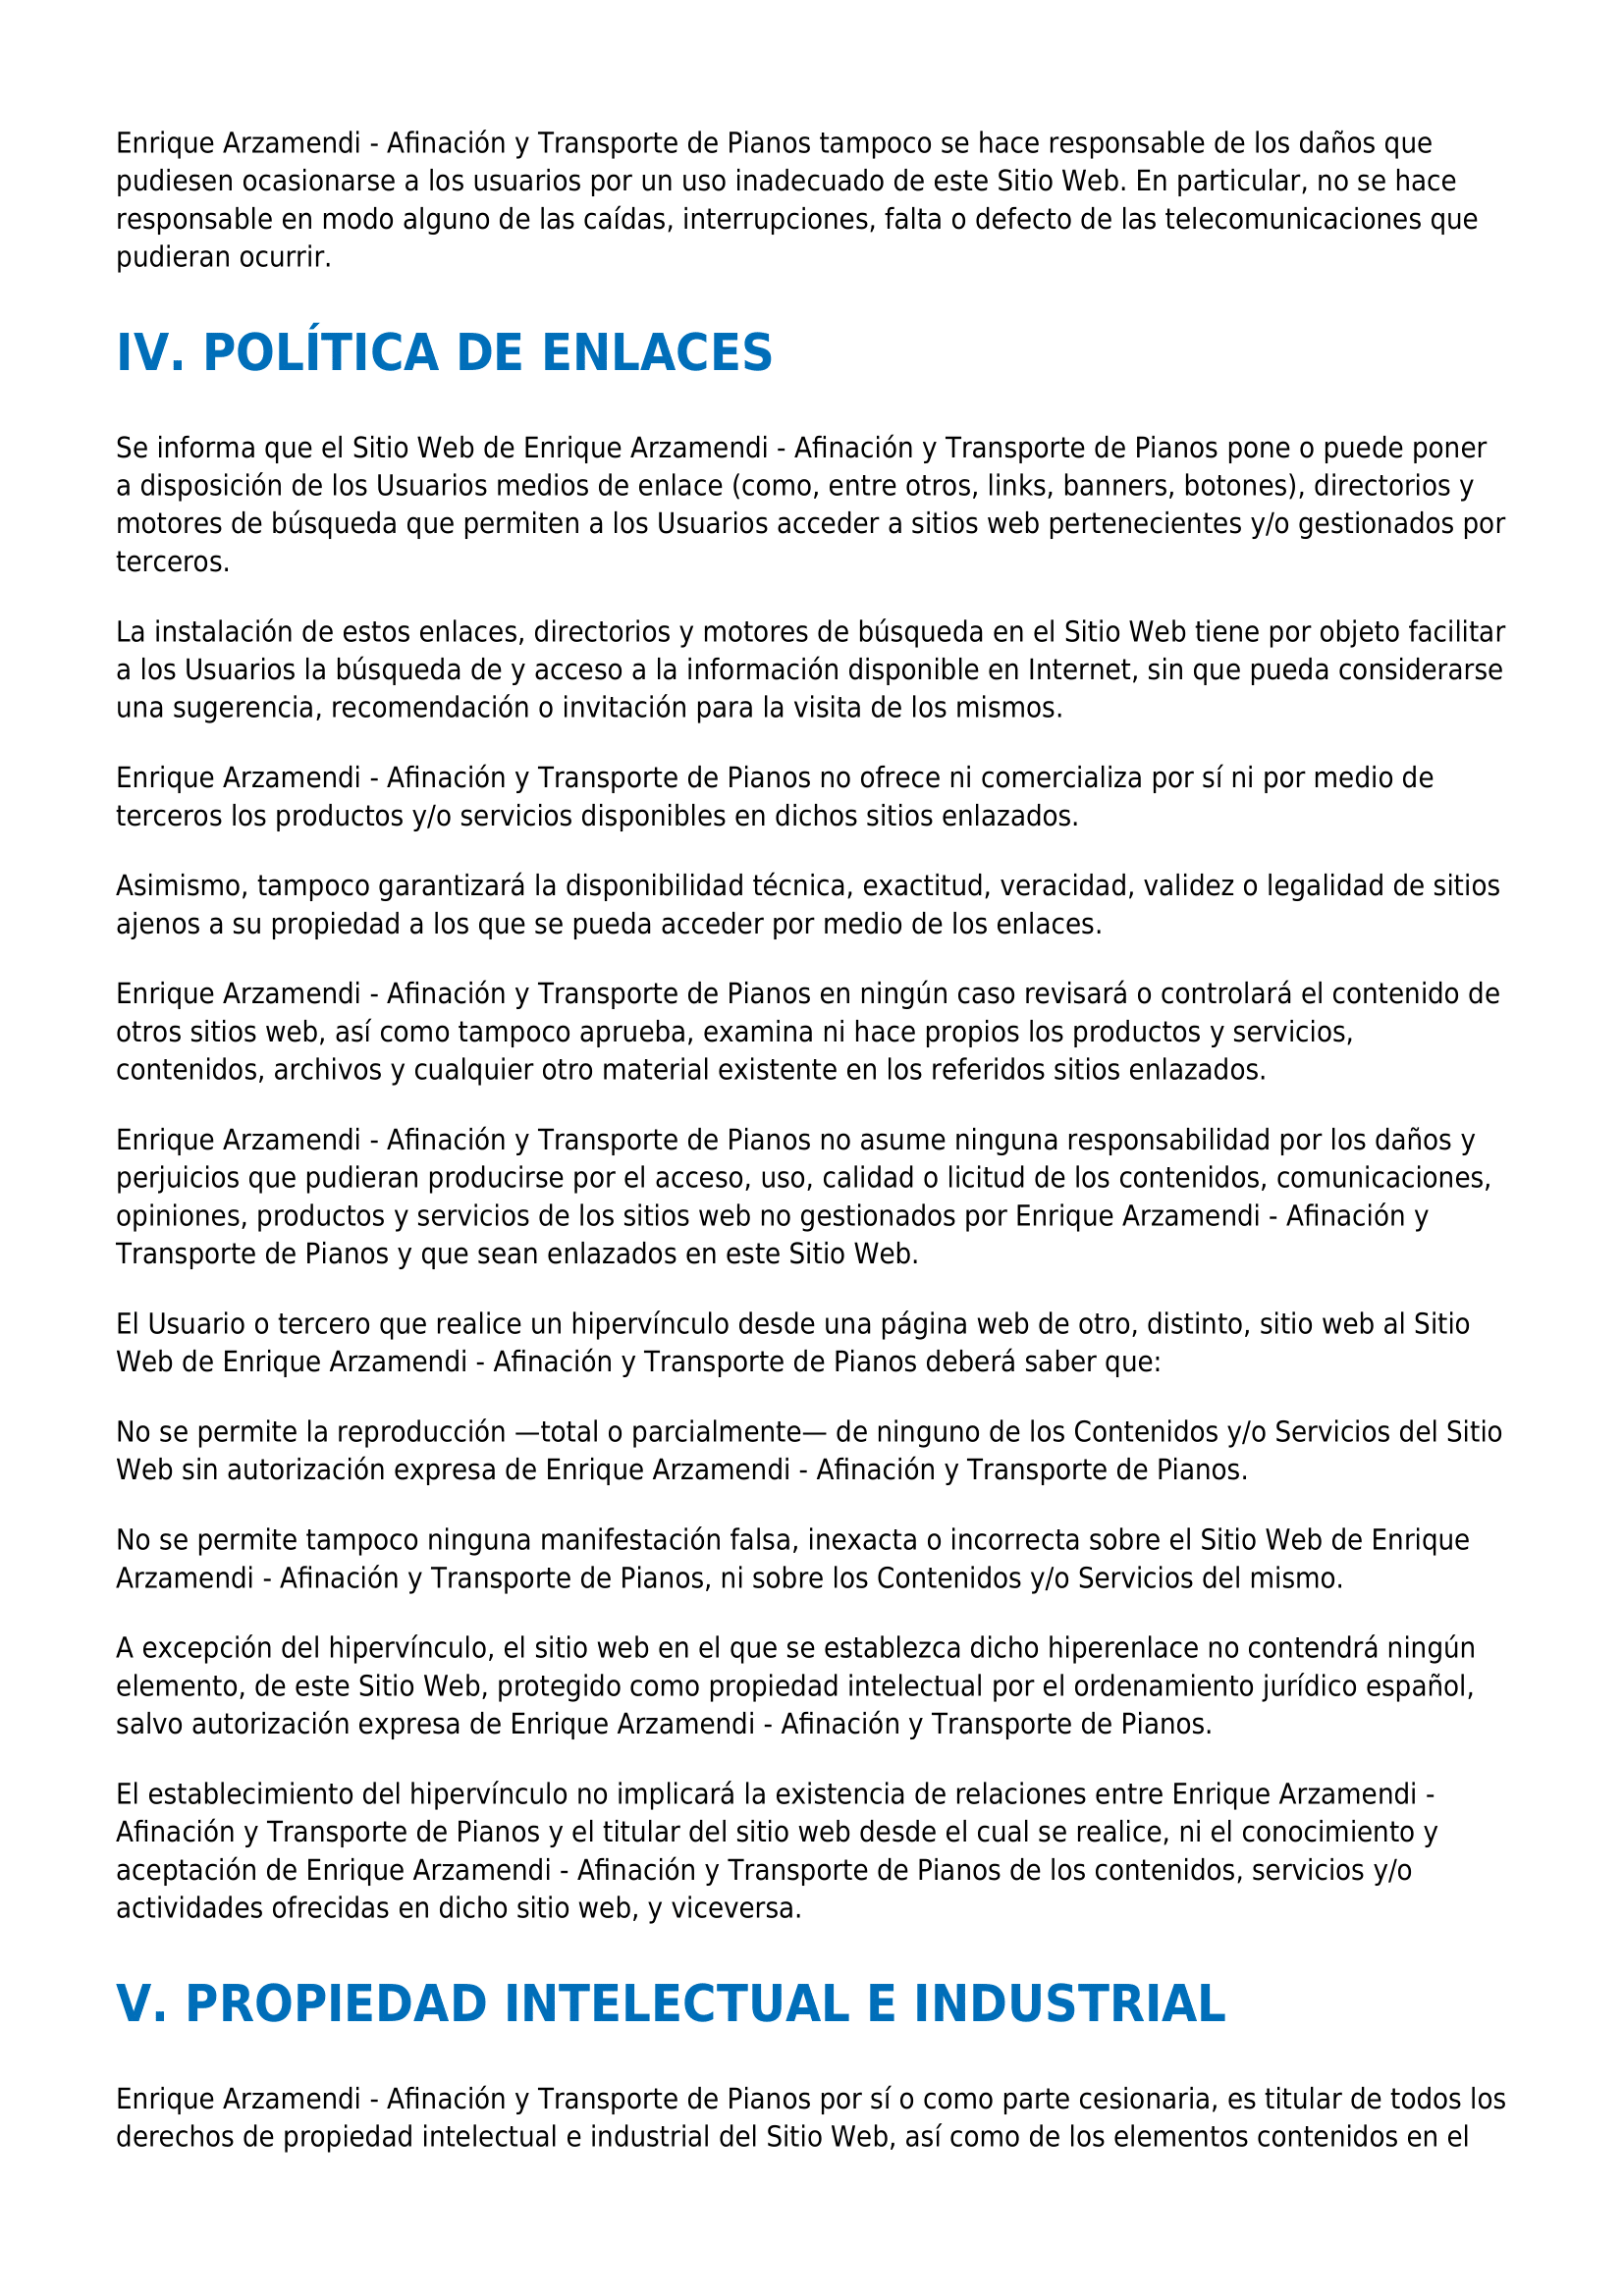 Enrique Arzamendi - Afinación y Transporte de Pianos tampoco se hace responsable de los daños que
pudiesen ocasionarse a los usuarios por un uso inadecuado de este Sitio Web. En particular, no se hace
responsable en modo alguno de las caídas, interrupciones, falta o defecto de las telecomunicaciones que
pudieran ocurrir.
IV. POLÍTICA DE ENLACES
Se informa que el Sitio Web de Enrique Arzamendi - Afinación y Transporte de Pianos pone o puede poner
a disposición de los Usuarios medios de enlace (como, entre otros, links, banners, botones), directorios y
motores de búsqueda que permiten a los Usuarios acceder a sitios web pertenecientes y/o gestionados por
terceros.
La instalación de estos enlaces, directorios y motores de búsqueda en el Sitio Web tiene por objeto facilitar
a los Usuarios la búsqueda de y acceso a la información disponible en Internet, sin que pueda considerarse
una sugerencia, recomendación o invitación para la visita de los mismos.
Enrique Arzamendi - Afinación y Transporte de Pianos no ofrece ni comercializa por sí ni por medio de
terceros los productos y/o servicios disponibles en dichos sitios enlazados.
Asimismo, tampoco garantizará la disponibilidad técnica, exactitud, veracidad, validez o legalidad de sitios
ajenos a su propiedad a los que se pueda acceder por medio de los enlaces.
Enrique Arzamendi - Afinación y Transporte de Pianos en ningún caso revisará o controlará el contenido de
otros sitios web, así como tampoco aprueba, examina ni hace propios los productos y servicios,
contenidos, archivos y cualquier otro material existente en los referidos sitios enlazados.
Enrique Arzamendi - Afinación y Transporte de Pianos no asume ninguna responsabilidad por los daños y
perjuicios que pudieran producirse por el acceso, uso, calidad o licitud de los contenidos, comunicaciones,
opiniones, productos y servicios de los sitios web no gestionados por Enrique Arzamendi - Afinación y
Transporte de Pianos y que sean enlazados en este Sitio Web.
El Usuario o tercero que realice un hipervínculo desde una página web de otro, distinto, sitio web al Sitio
Web de Enrique Arzamendi - Afinación y Transporte de Pianos deberá saber que:
No se permite la reproducción —total o parcialmente— de ninguno de los Contenidos y/o Servicios del Sitio
Web sin autorización expresa de Enrique Arzamendi - Afinación y Transporte de Pianos.
No se permite tampoco ninguna manifestación falsa, inexacta o incorrecta sobre el Sitio Web de Enrique
Arzamendi - Afinación y Transporte de Pianos, ni sobre los Contenidos y/o Servicios del mismo.
A excepción del hipervínculo, el sitio web en el que se establezca dicho hiperenlace no contendrá ningún
elemento, de este Sitio Web, protegido como propiedad intelectual por el ordenamiento jurídico español,
salvo autorización expresa de Enrique Arzamendi - Afinación y Transporte de Pianos.
El establecimiento del hipervínculo no implicará la existencia de relaciones entre Enrique Arzamendi -
Afinación y Transporte de Pianos y el titular del sitio web desde el cual se realice, ni el conocimiento y
aceptación de Enrique Arzamendi - Afinación y Transporte de Pianos de los contenidos, servicios y/o
actividades ofrecidas en dicho sitio web, y viceversa.
V. PROPIEDAD INTELECTUAL E INDUSTRIAL
Enrique Arzamendi - Afinación y Transporte de Pianos por sí o como parte cesionaria, es titular de todos los
derechos de propiedad intelectual e industrial del Sitio Web, así como de los elementos contenidos en el